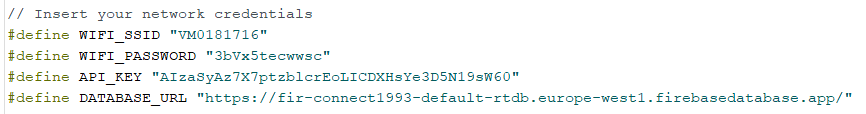 // Insert your network credentials
#define WIFI_SSID "VM0181716"
#define WIFI_PASSWORD "3bVx5tecwwsc"
#define API_KEY "AIzaSyAz7X7ptzblcrEoLICDXHsYe3D5N19sW60"
#define DATABASE_URL "https://fir-connect1993-default-rtdb.europe-west1.firebasedatabase.app/"